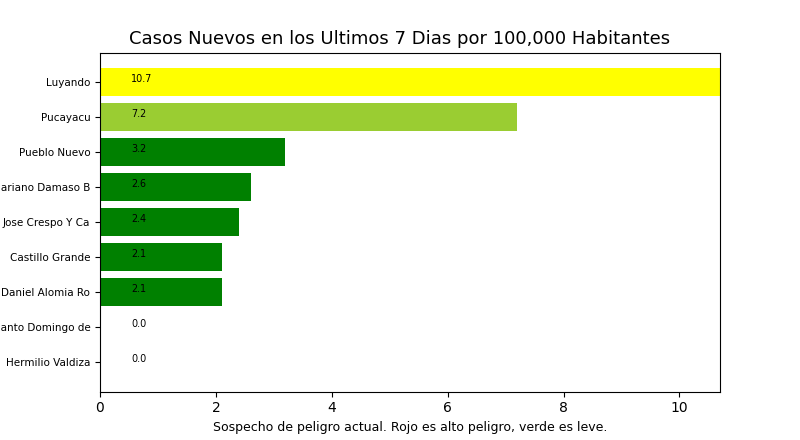 Casos Nuevos en los Ultimos 7 Dias por 100,000 Habitantes
Luyando 10.7
Pucayacu 7.2
Pueblo Nuevo 3.2
ariano Damaso B 2.6
Jose Crespo Y Ca 2.4
Castillo Grande 2.1
Daniel Alomia Ro 2.1
anto Domingo de 0.0
Hermilio Valdiza 0.0
0 2 4 6 8 10
Sospecho de peligro actual. Rojo es alto peligro, verde es leve.